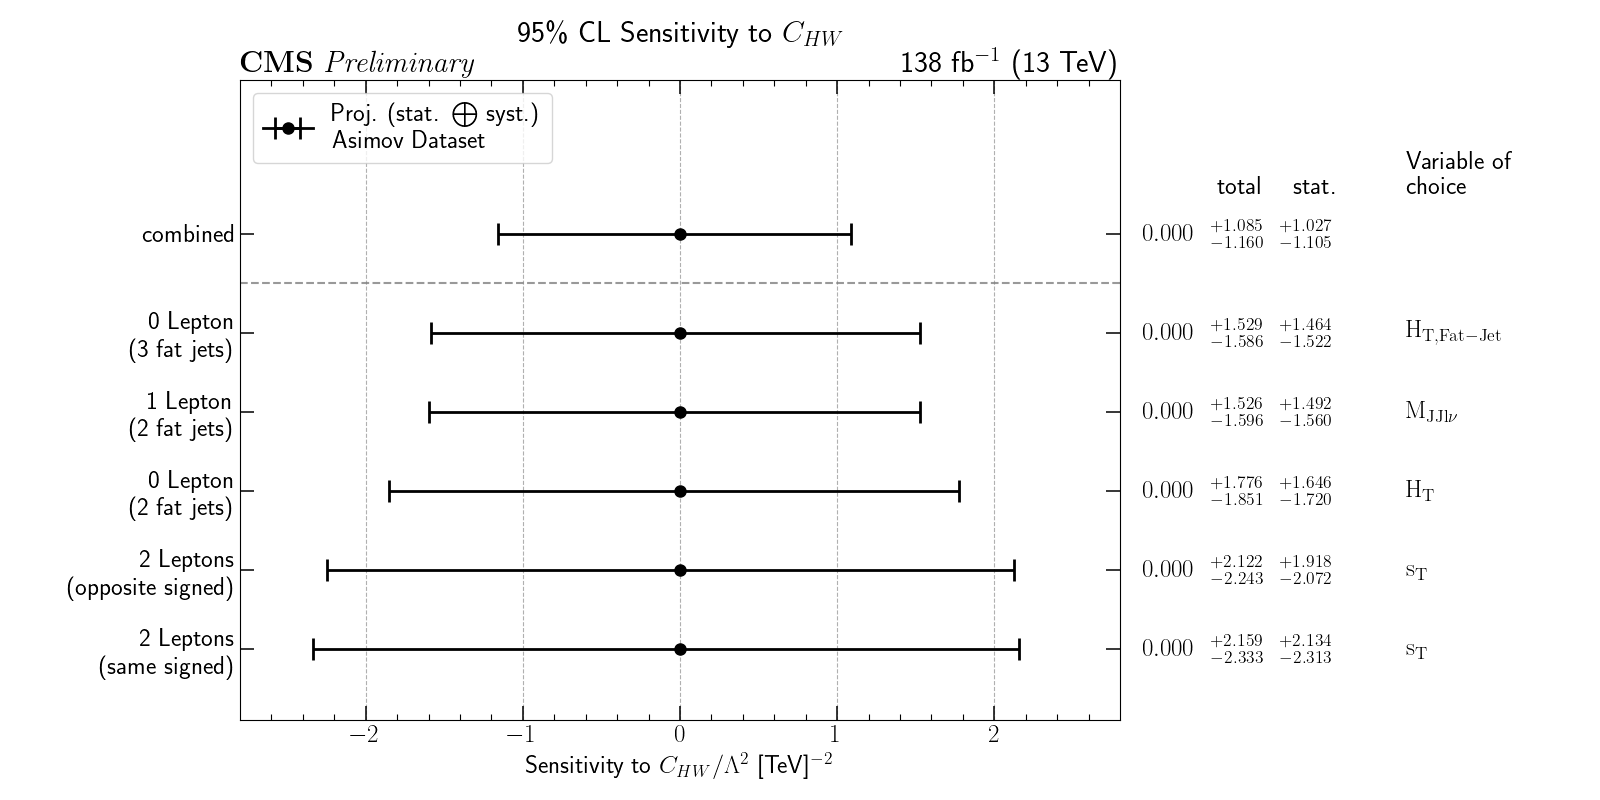 95% CL Sensitivity to C_HW
CMS Preliminary 138 fb⁻¹ (13 TeV)
Proj. (stat. ⨁ syst.)
Asimov Dataset
Variable of
total stat. choice
combined 0.000 +1.085 −1.160 +1.027 −1.105
0 Lepton
(3 fat jets) 0.000 +1.529 −1.586 +1.464 −1.522 H_T,Fat−Jet
1 Lepton
(2 fat jets) 0.000 +1.526 −1.596 +1.492 −1.560 M_JJlν
0 Lepton
(2 fat jets) 0.000 +1.776 −1.851 +1.646 −1.720 H_T
2 Leptons
(opposite signed) 0.000 +2.122 −2.243 +1.918 −2.072 s_T
2 Leptons
(same signed) 0.000 +2.159 −2.333 +2.134 −2.313 s_T
−2 −1 0 1 2
Sensitivity to C_HW/Λ² [TeV]⁻²